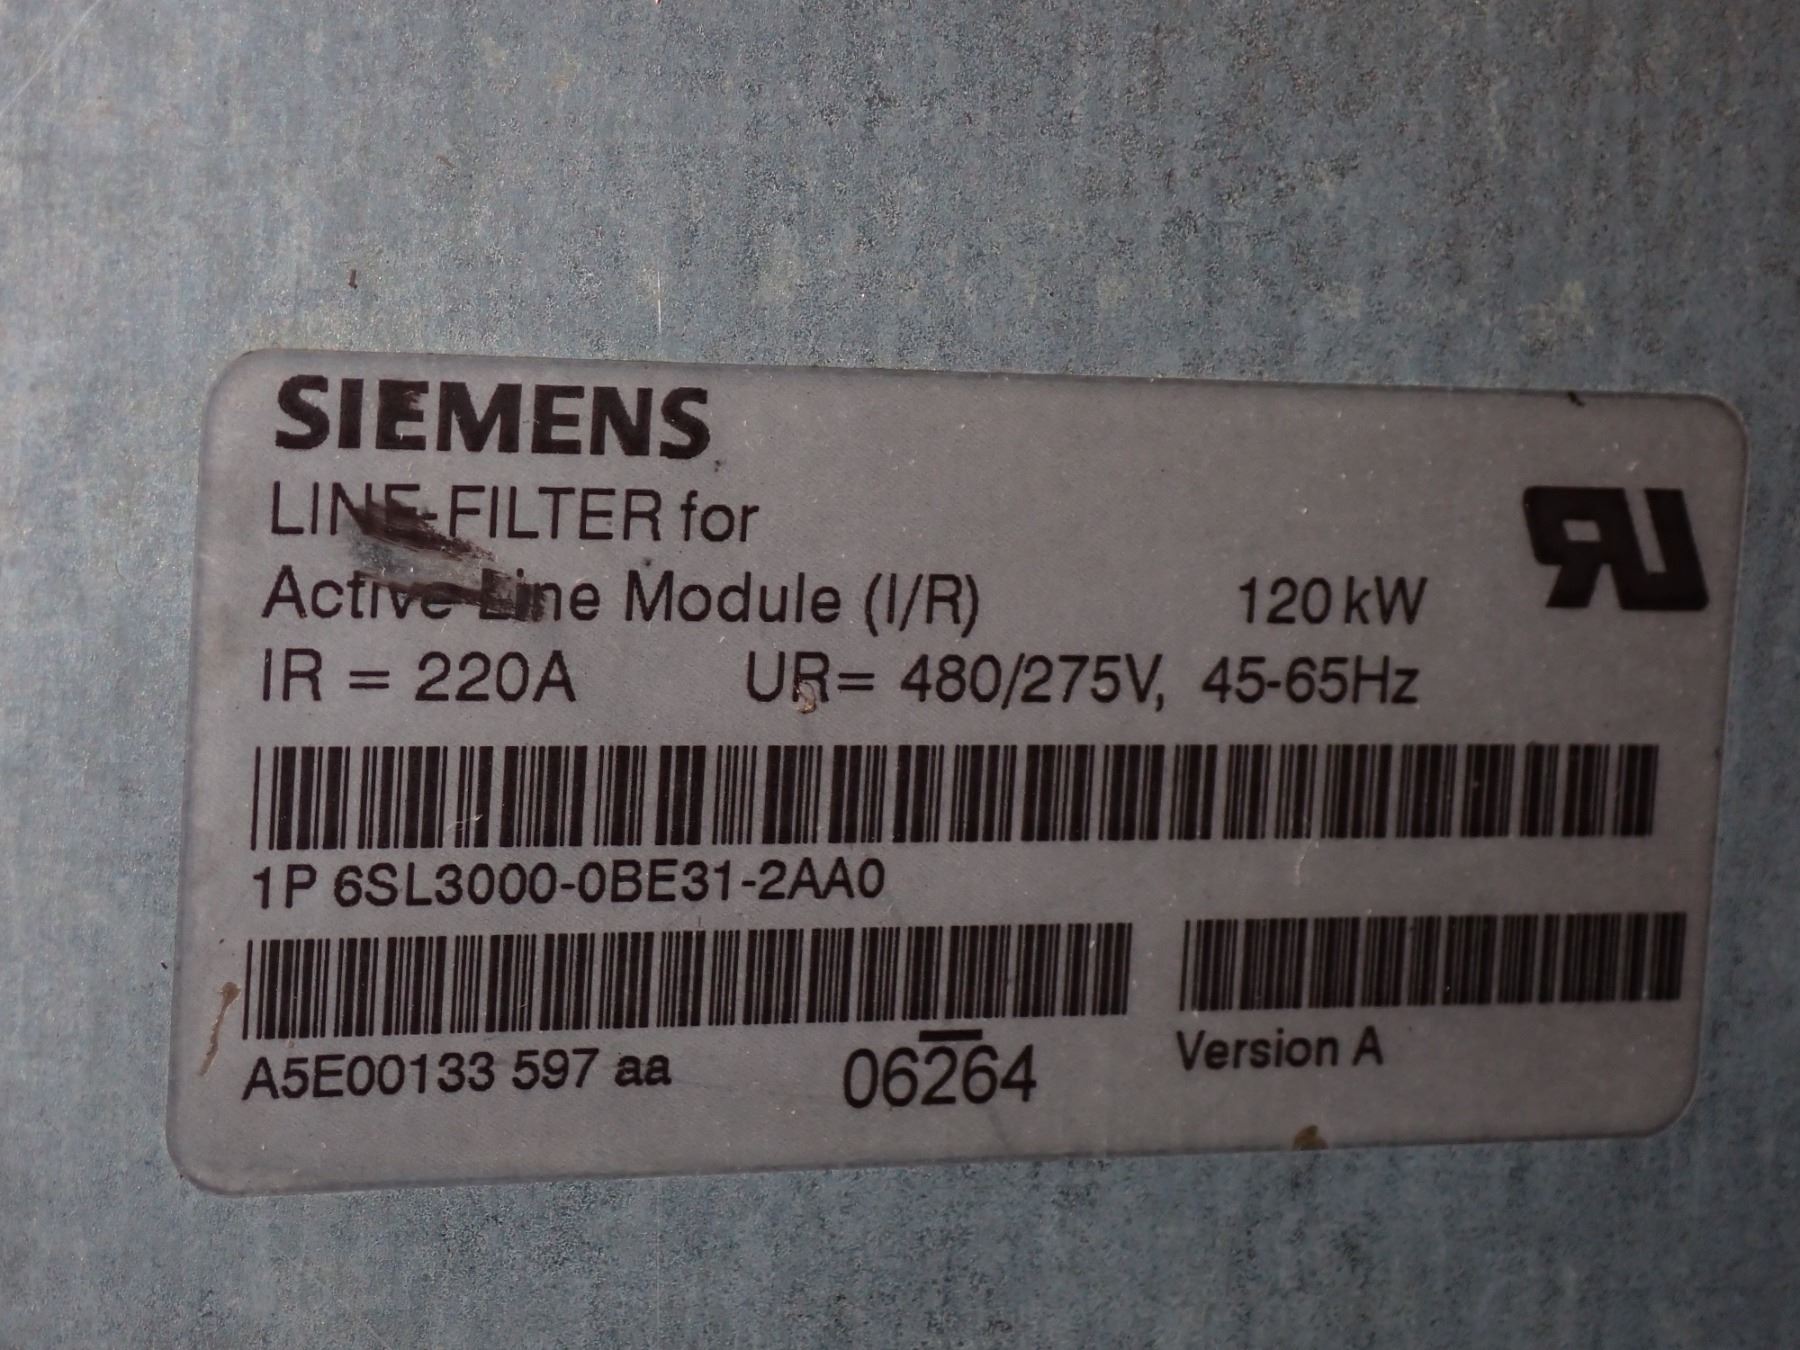 SIEMENS
LINE-FILTER for
Active Line Module (I/R) 120 kW
IR = 220A UR= 480/275V, 45-65Hz
1P 6SL3000-0BE31-2AA0
A5E00133 597 aa 06264 Version A